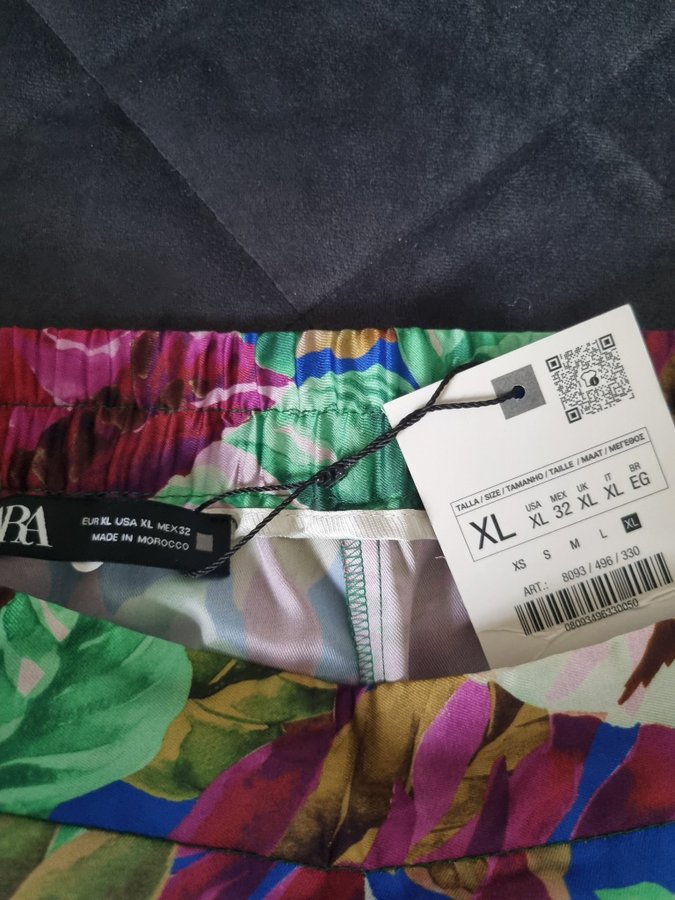 ARA
EUR XL USA XL MEX 32
MADE IN MOROCCO
TALLA / SIZE / TAMANHO / TAILLE / MAAT / ΜΕΓΕΘΟΣ
XL
USA XL
MEX 32
UK XL
IT XL
BR EG
XS S M L XL
ART.: 8093 / 496 / 330
08093496330050